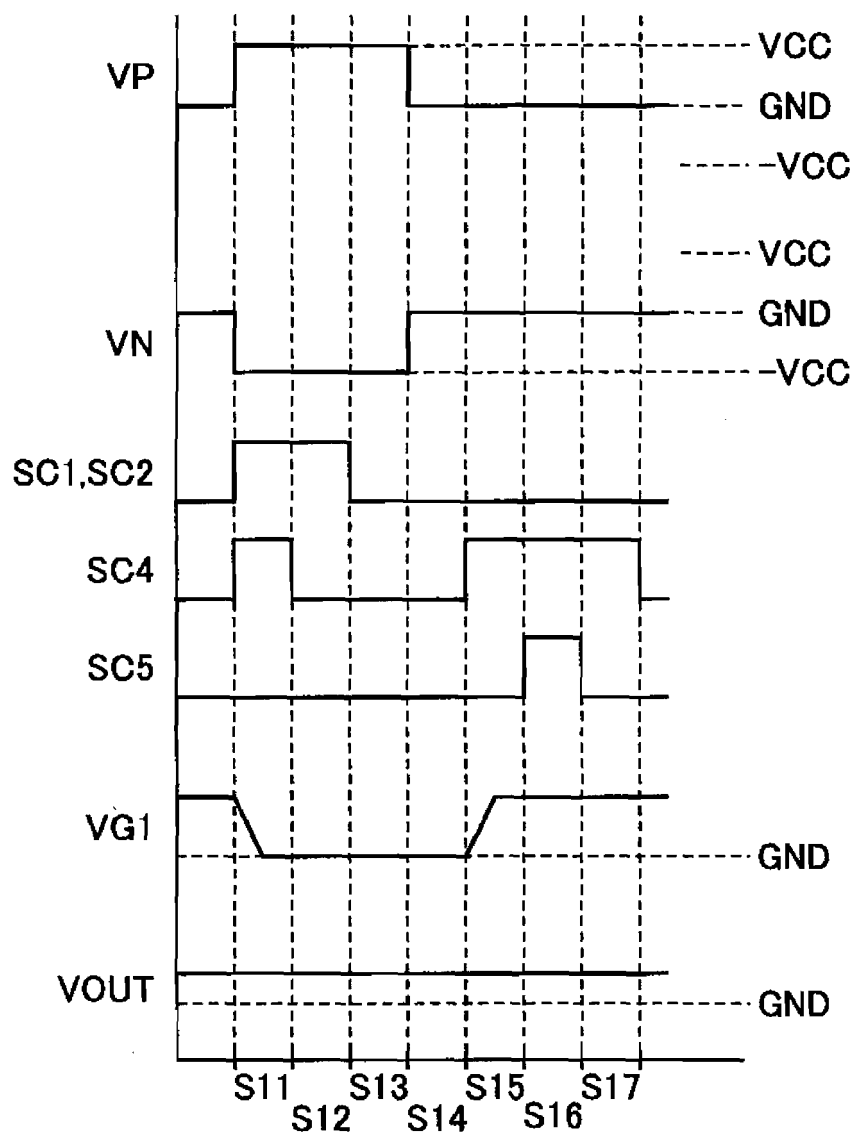 VP
VCC
GND
-VCC
VCC
VN
GND
-VCC
SC1,SC2
SC4
SC5
VG1
GND
VOUT
GND
S11 S13 S15 S17
S12 S14 S16